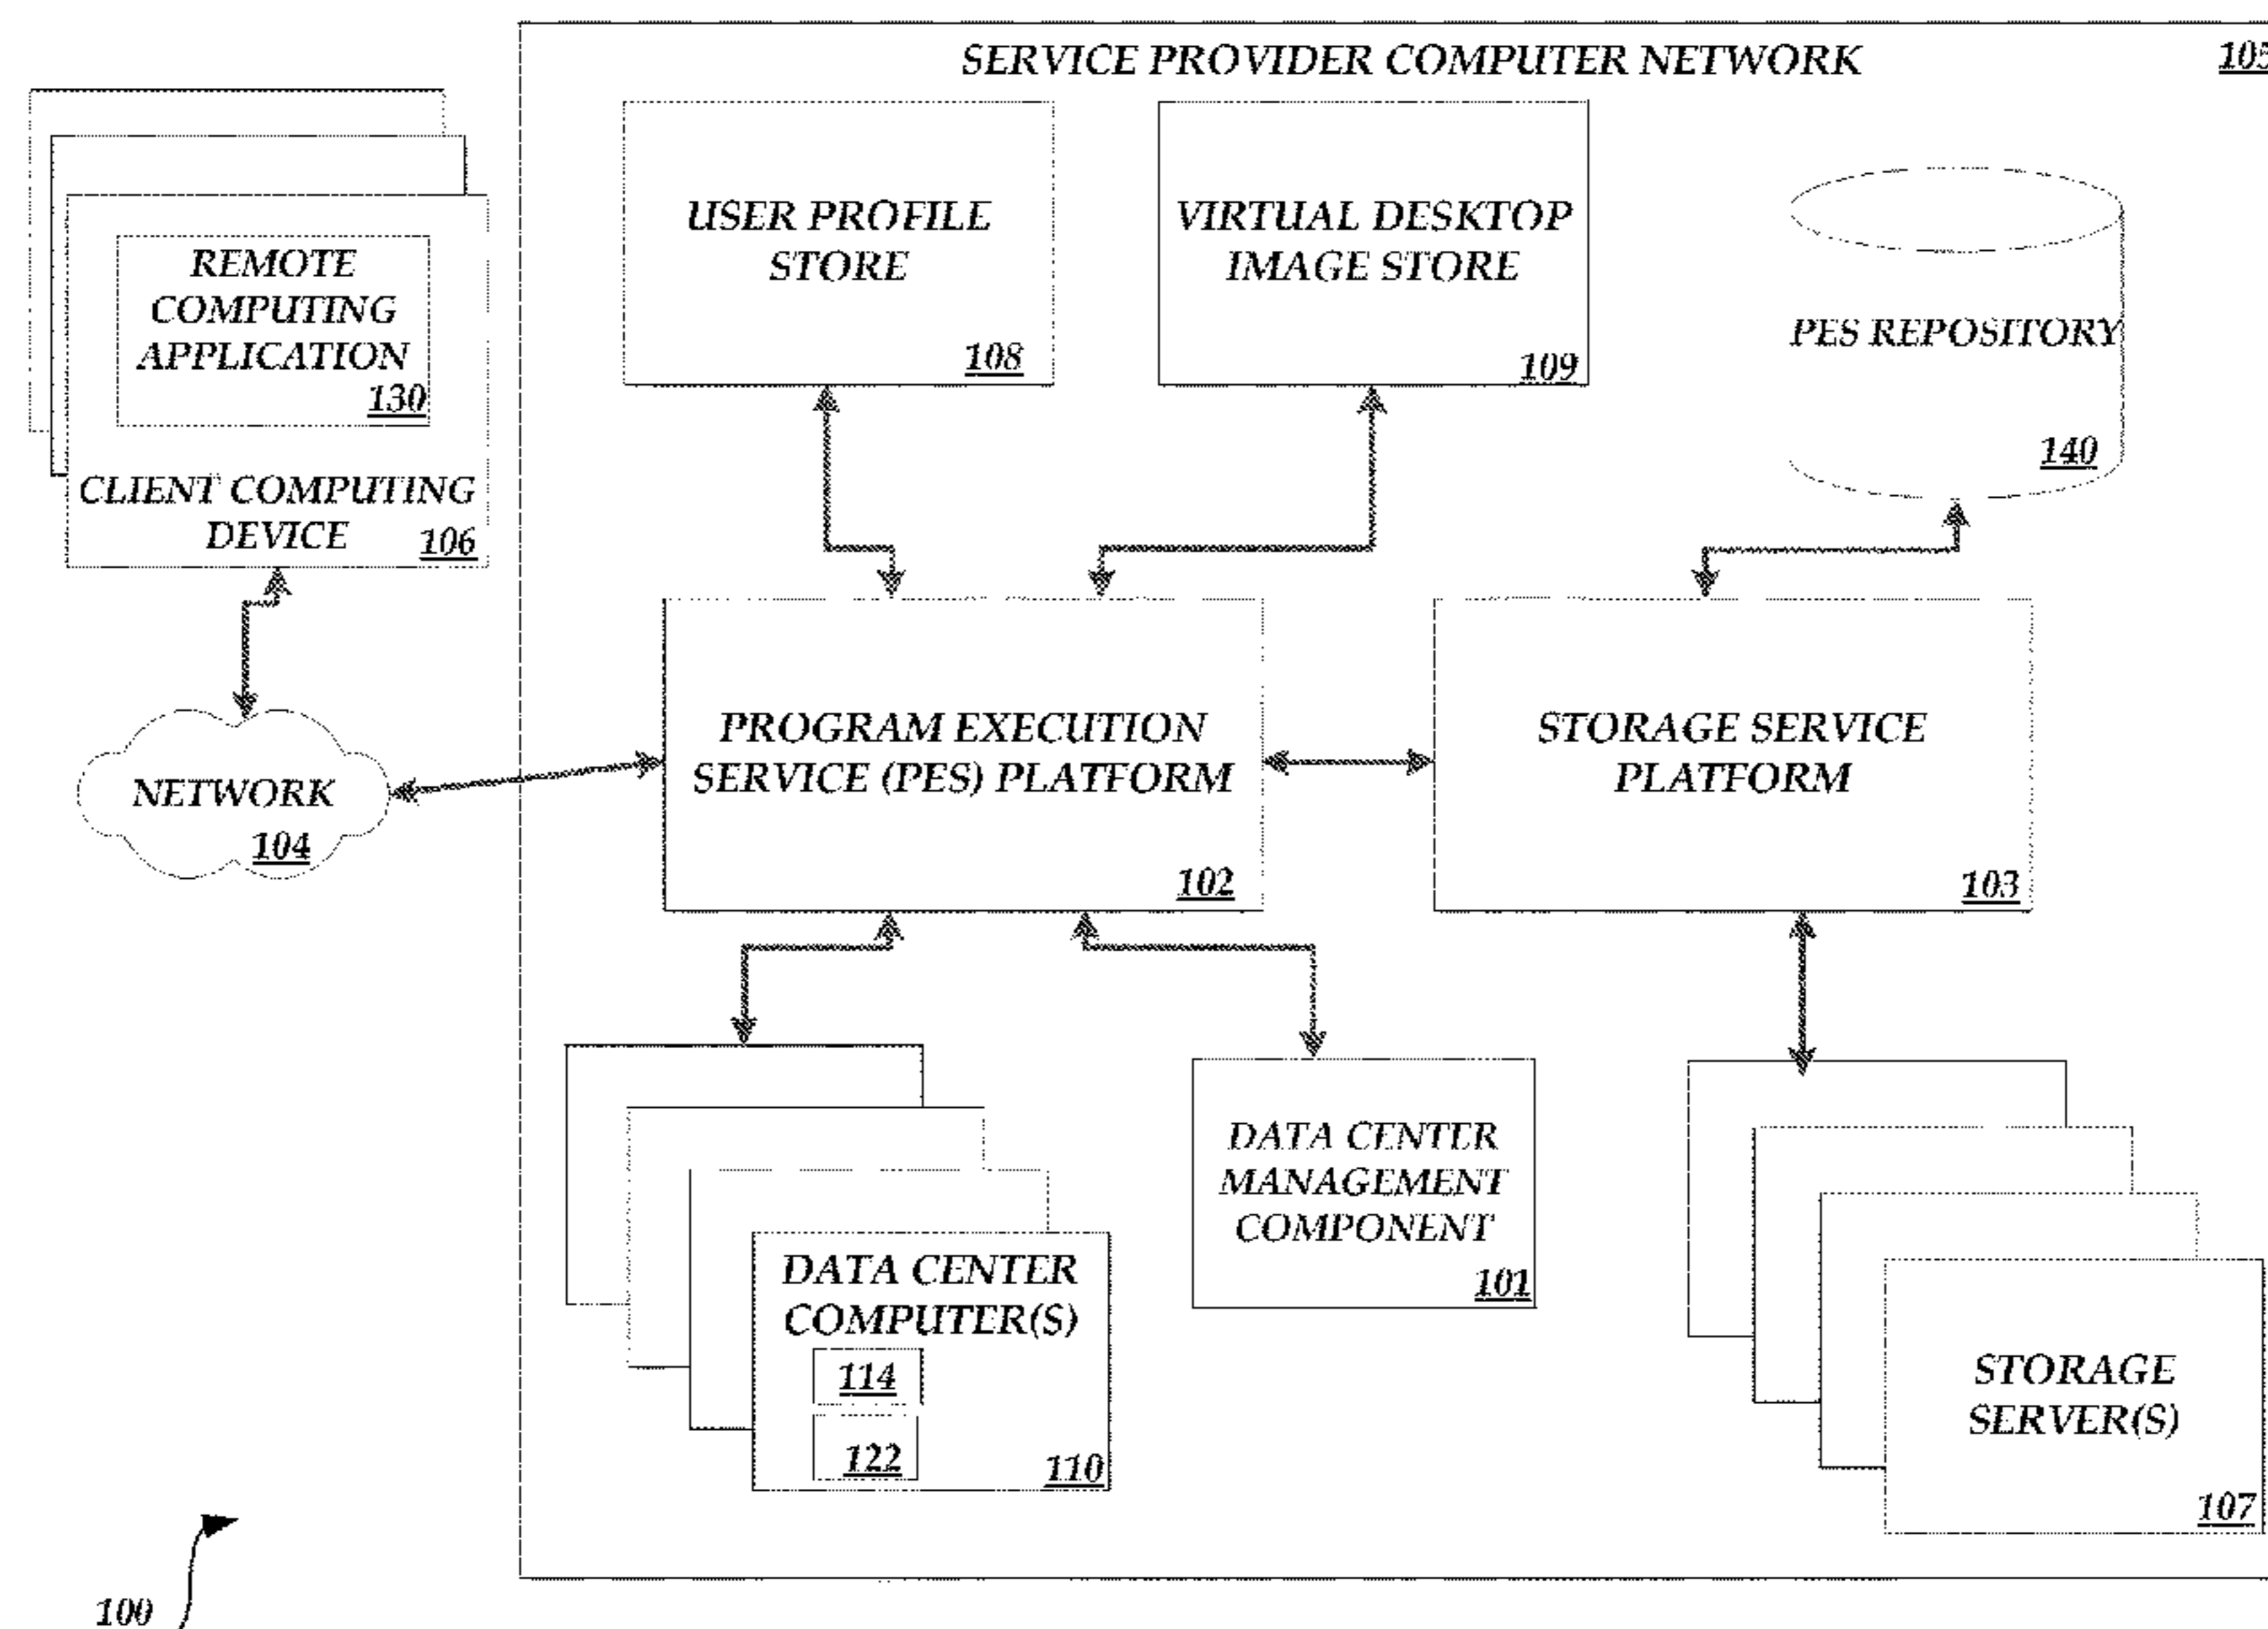 SERVICE PROVIDER COMPUTER NETWORK
105
REMOTE
COMPUTING
APPLICATION
130
CLIENT COMPUTING
DEVICE
106
USER PROFILE
STORE
108
VIRTUAL DESKTOP
IMAGE STORE
109
PES REPOSITORY
140
NETWORK
104
PROGRAM EXECUTION
SERVICE (PES) PLATFORM
102
STORAGE SERVICE
PLATFORM
103
DATA CENTER
COMPUTER(S)
114
122
110
DATA CENTER
MANAGEMENT
COMPONENT
101
STORAGE
SERVER(S)
107
100